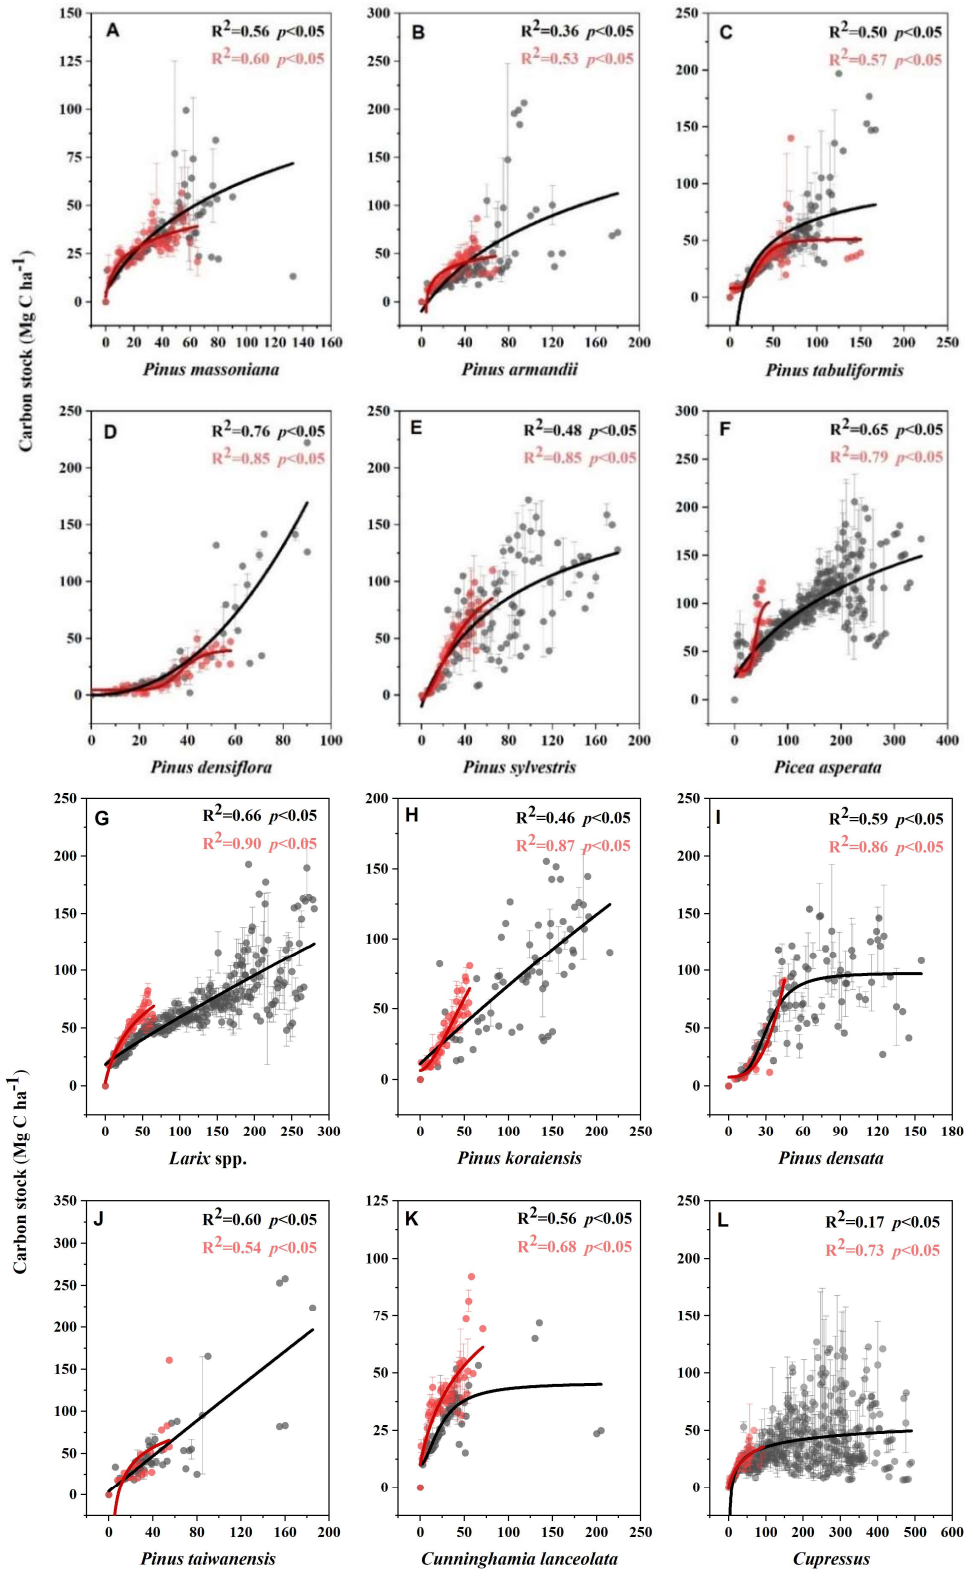 A
R²=0.56 p<0.05
R²=0.60 p<0.05
150
125
100
75
50
25
0
0 20 40 60 80 100 120 140 160
Pinus massoniana
B
R²=0.36 p<0.05
R²=0.53 p<0.05
300
250
200
150
100
50
0
0 40 80 120 160 200
Pinus armandii
C
R²=0.50 p<0.05
R²=0.57 p<0.05
250
200
150
100
50
0
0 50 100 150 200 250
Pinus tabuliformis
Carbon stock (Mg C ha⁻¹)
D
R²=0.76 p<0.05
R²=0.85 p<0.05
250
200
150
100
50
0
0 20 40 60 80 100
Pinus densiflora
E
R²=0.48 p<0.05
R²=0.85 p<0.05
250
200
150
100
50
0
0 40 80 120 160 200
Pinus sylvestris
F
R²=0.65 p<0.05
R²=0.79 p<0.05
300
250
200
150
100
50
0
0 100 200 300 400
Picea asperata
G
R²=0.66 p<0.05
R²=0.90 p<0.05
250
200
150
100
50
0
0 50 100 150 200 250 300
Larix spp.
H
R²=0.46 p<0.05
R²=0.87 p<0.05
200
150
100
50
0
0 50 100 150 200 250
Pinus koraiensis
I
R²=0.59 p<0.05
R²=0.86 p<0.05
250
200
150
100
50
0
0 30 60 90 120 150 180
Pinus densata
Carbon stock (Mg C ha⁻¹)
J
R²=0.60 p<0.05
R²=0.54 p<0.05
350
300
250
200
150
100
50
0
0 40 80 120 160 200
Pinus taiwanensis
K
R²=0.56 p<0.05
R²=0.68 p<0.05
125
100
75
50
25
0
0 50 100 150 200 250
Cunninghamia lanceolata
L
R²=0.17 p<0.05
R²=0.73 p<0.05
250
200
150
100
50
0
0 100 200 300 400 500 600
Cupressus